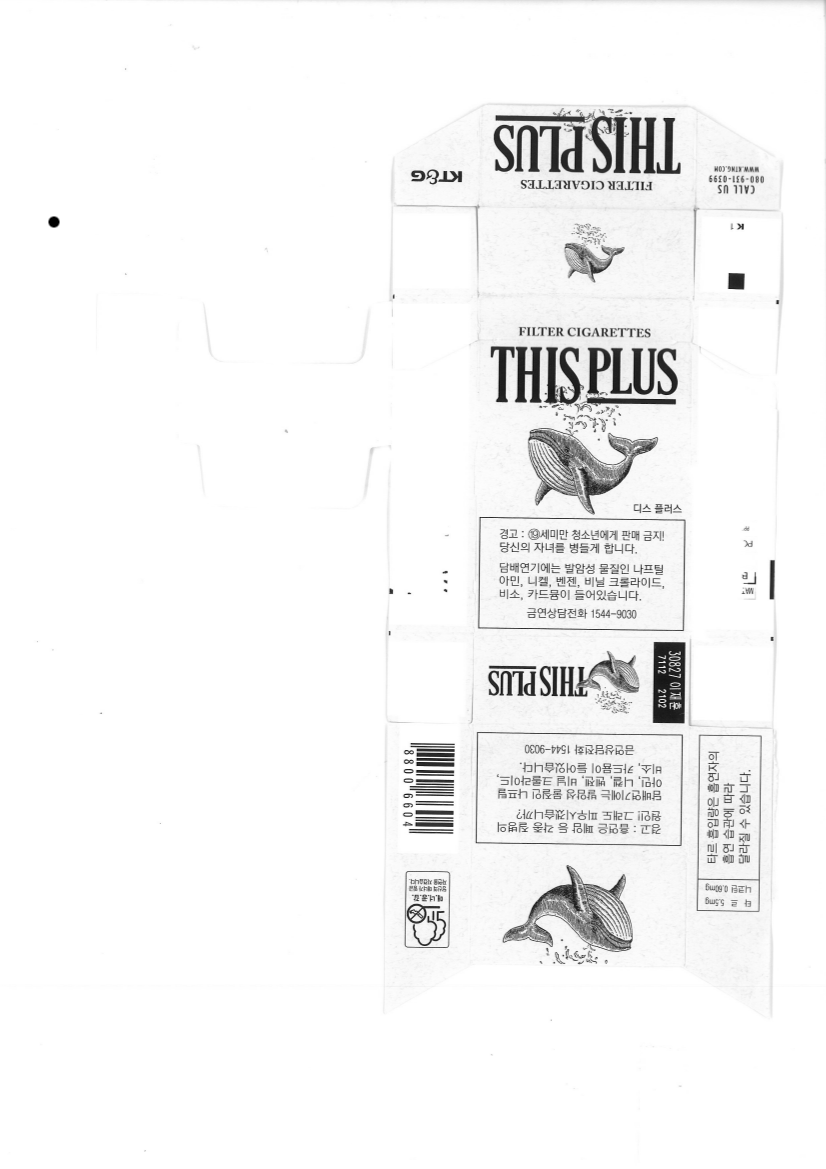 THIS PLUS
FILTER CIGARETTES
KT&G
CALL US
080-931-0399
WWW.KTNG.COM
FILTER CIGARETTES
THIS PLUS
디스 플러스
경고 : ⑲세미만 청소년에게 판매 금지!
당신의 자녀를 병들게 합니다.
담배연기에는 발암성 물질인 나프틸
아민, 니켈, 벤젠, 비닐 크롤라이드,
비소, 카드뮴이 들어있습니다.
금연상담전화 1544-9030
THIS PLUS
30827 이재훈
7112 2102
경고 : 흡연은 폐암 등 각종 질병의
원인! 그래도 피우시겠습니까?
담배연기에는 발암성 물질인 나프틸
아민, 니켈, 벤젠, 비닐 크롤라이드,
비소, 카드뮴이 들어있습니다.
금연상담전화 1544-9030
88006604
타르 흡입량은 흡연자의
흡연 습관에 따라
달라질 수 있습니다.
타 르 5.5mg
니코틴 0.60mg